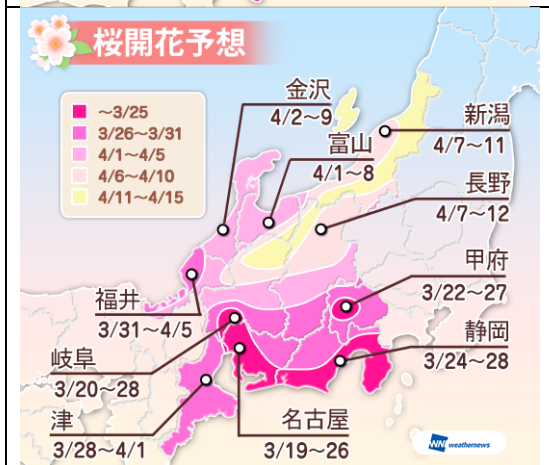 桜開花予想
～3/25
3/26～3/31
4/1～4/5
4/6～4/10
4/11～4/15
金沢
4/2～9
富山
4/1～8
新潟
4/7～11
長野
4/7～12
甲府
3/22～27
静岡
3/24～28
福井
3/31～4/5
岐阜
3/20～28
津
3/28～4/1
名古屋
3/19～26
WNI weathernews